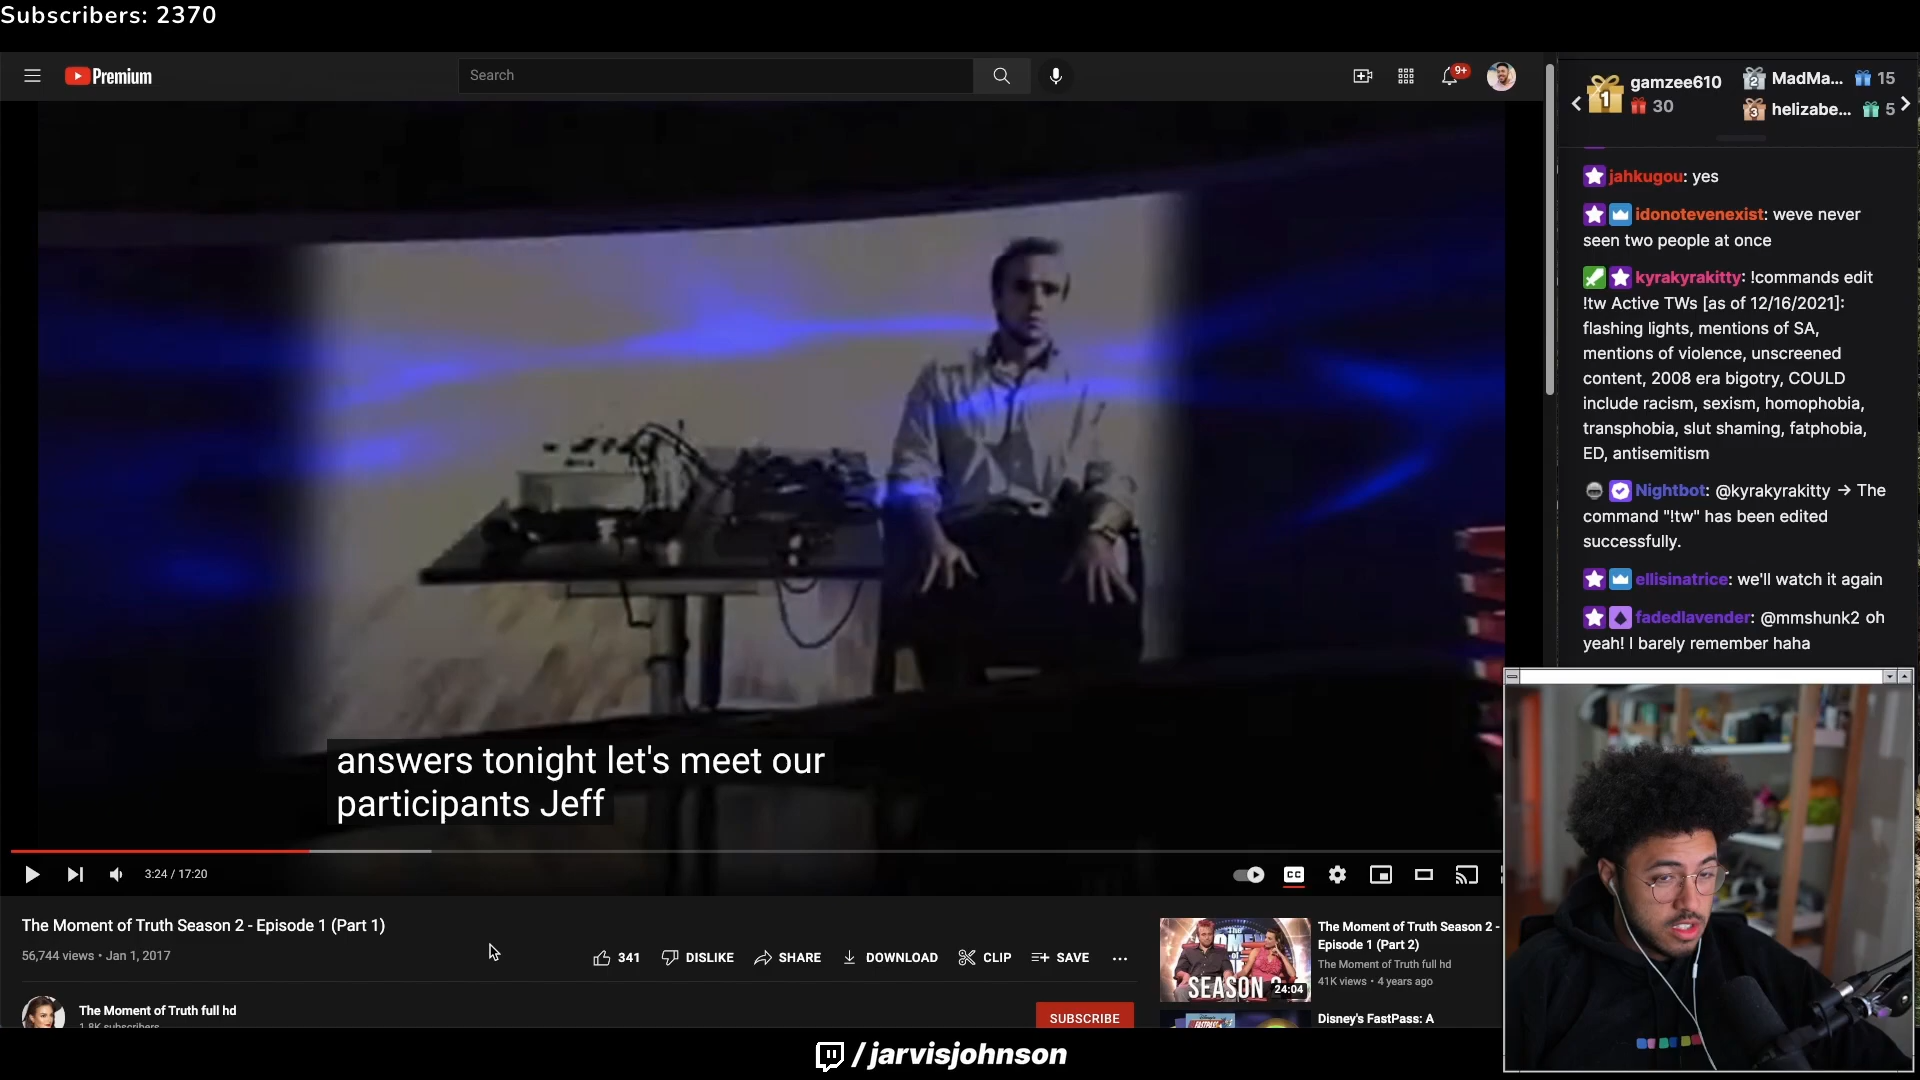 Subscribers: 2370
Premium
Search
9+
1
gamzee610
30
2
MadMa...
15
3
helizabe...
5
jahkugou: yes
idonotevenexist: weve never
seen two people at once
kyrakyrakitty: !commands edit
!tw Active TWs [as of 12/16/2021]:
flashing lights, mentions of SA,
mentions of violence, unscreened
content, 2008 era bigotry, COULD
include racism, sexism, homophobia,
transphobia, slut shaming, fatphobia,
ED, antisemitism
Nightbot: @kyrakyrakitty → The
command "!tw" has been edited
successfully.
ellisinatrice: we'll watch it again
fadedlavender: @mmshunk2 oh
yeah! I barely remember haha
answers tonight let's meet our
participants Jeff
3:24 / 17:20
CC
The Moment of Truth Season 2 - Episode 1 (Part 1)
56,744 views • Jan 1, 2017
341
DISLIKE
SHARE
DOWNLOAD
CLIP
SAVE
The Moment of Truth full hd
1.8K subscribers
SUBSCRIBE
SEASON
24:04
The Moment of Truth Season 2 -
Episode 1 (Part 2)
The Moment of Truth full hd
41K views • 4 years ago
Disney's FastPass: A
/jarvisjohnson